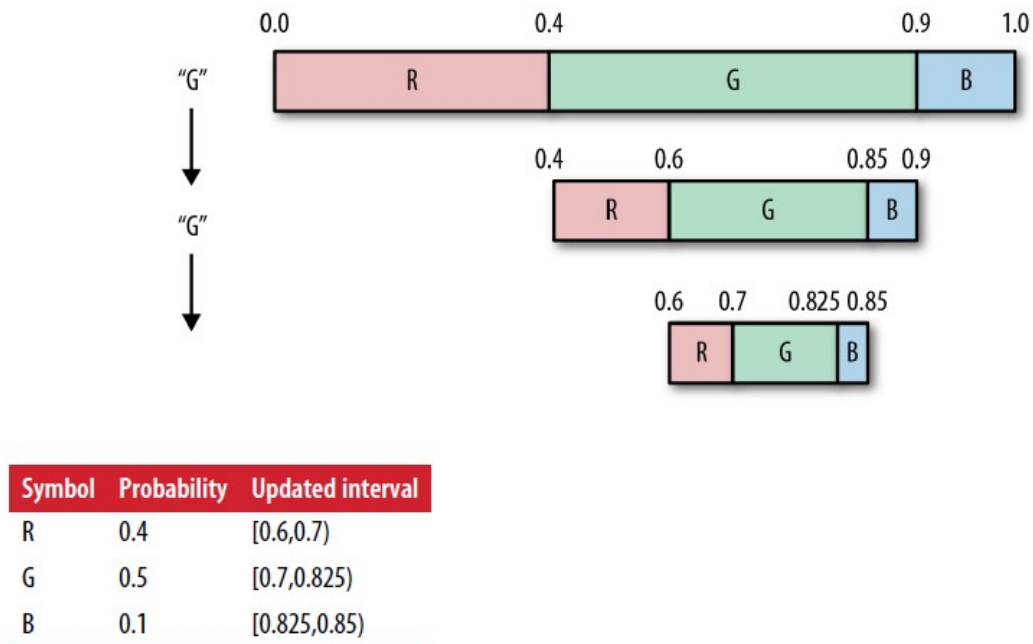 0.0 0.4 0.9 1.0
“G” R G B
0.4 0.6 0.85 0.9
R G B
“G”
0.6 0.7 0.825 0.85
R G B
Symbol Probability Updated interval
R 0.4 [0.6,0.7)
G 0.5 [0.7,0.825)
B 0.1 [0.825,0.85)